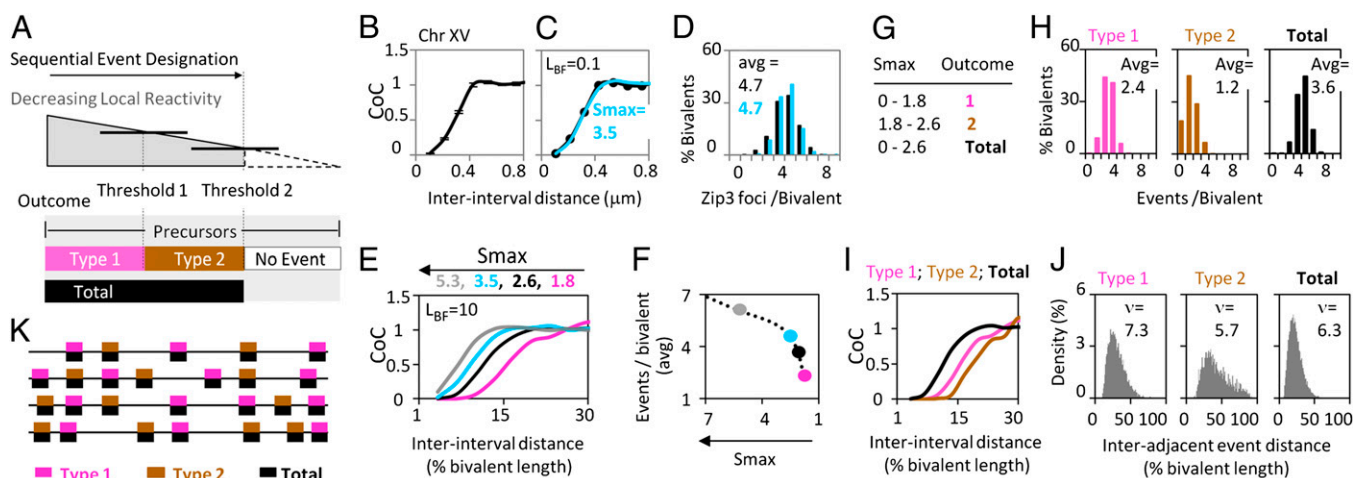 A
Sequential Event Designation
Decreasing Local Reactivity
Threshold 1 Threshold 2
Outcome
Precursors
Type 1 Type 2 No Event
Total
B
Chr XV
CoC
1.5
1
0.5
0
0 0.4 0.8
C
L_BF=0.1
Smax=
3.5
0 0.4 0.8
Inter-interval distance (μm)
D
% Bivalents
60
30
0
avg =
4.7
4.7
0 4 8
Zip3 foci /Bivalent
G
Smax Outcome
0 - 1.8 1
1.8 - 2.6 2
0 - 2.6 Total
H
Type 1 Type 2 Total
% Bivalents
60
30
0
Avg=
2.4
Avg=
1.2
Avg=
3.6
0 4 8 0 4 8 0 4 8
Events /Bivalent
E
Smax
5.3, 3.5, 2.6, 1.8
L_BF=10
CoC
1.5
1
0.5
0
1 15 30
Inter-interval distance
(% bivalent length)
F
Events / bivalent
(avg)
7
4
1
7 4 1
Smax
I
Type 1; Type 2; Total
CoC
1.5
1
0.5
0
1 15 30
Inter-interval distance
(% bivalent length)
J
Type 1 Type 2 Total
Density (%)
6
3
0
ν=
7.3
ν=
5.7
ν=
6.3
0 50 100 0 50 100 0 50 100
Inter-adjacent event distance
(% bivalent length)
K
Type 1 Type 2 Total